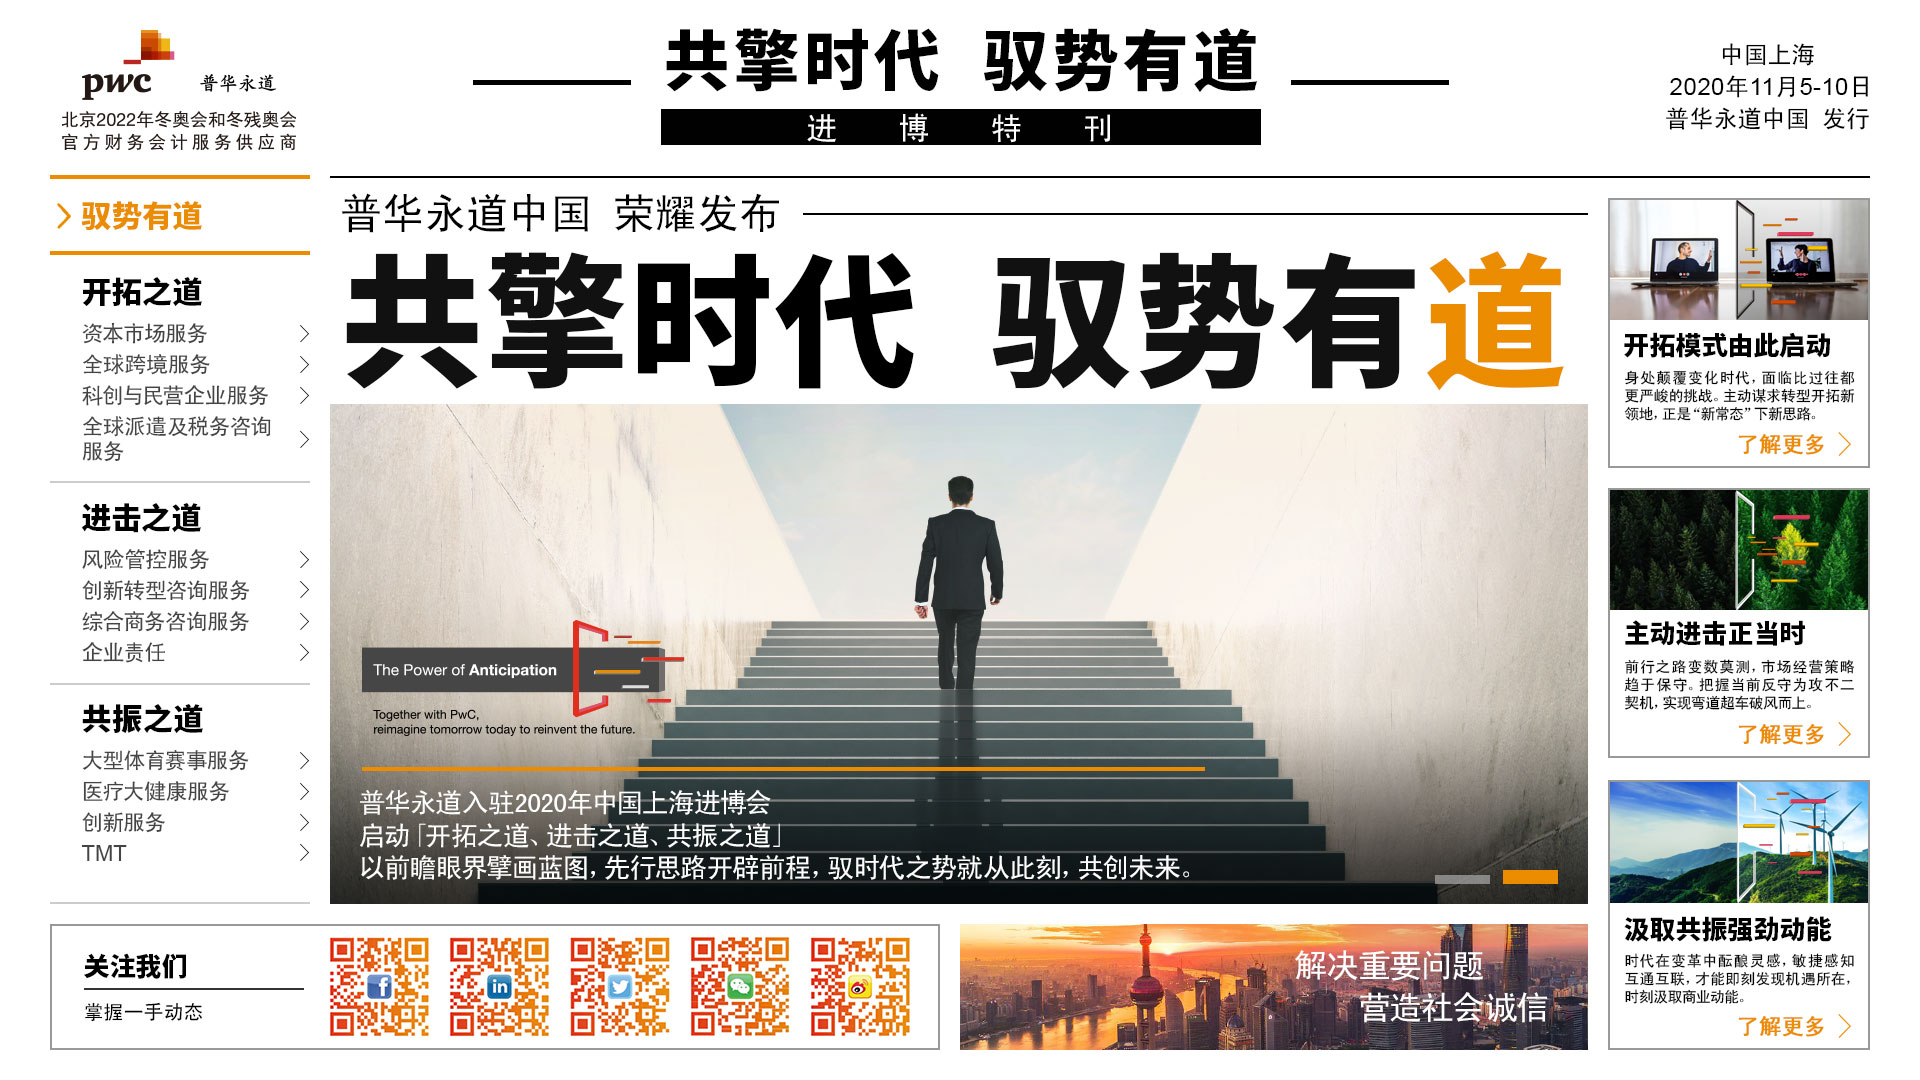 pwc 普华永道
北京2022年冬奥会和冬残奥会
官方财务会计服务供应商
共擎时代 驭势有道
进博特刊
中国上海
2020年11月5-10日
普华永道中国 发行
驭势有道
开拓之道
资本市场服务
全球跨境服务
科创与民营企业服务
全球派遣及税务咨询
服务
进击之道
风险管控服务
创新转型咨询服务
综合商务咨询服务
企业责任
共振之道
大型体育赛事服务
医疗大健康服务
创新服务
TMT
普华永道中国 荣耀发布
共擎时代 驭势有道
The Power of Anticipation
Together with PwC,
reimagine tomorrow today to reinvent the future.
普华永道入驻2020年中国上海进博会
启动「开拓之道、进击之道、共振之道」
以前瞻眼界擘画蓝图，先行思路开辟前程，驭时代之势就从此刻，共创未来。
开拓模式由此启动
身处颠覆变化时代，面临比过往都
更严峻的挑战。主动谋求转型开拓新
领地，正是“新常态”下新思路。
了解更多
主动进击正当时
前行之路变数莫测，市场经营策略
趋于保守。把握当前反守为攻不二
契机，实现弯道超车破风而上。
了解更多
汲取共振强劲动能
时代在变革中酝酿灵感，敏捷感知
互通互联，才能即刻发现机遇所在，
时刻汲取商业动能。
了解更多
关注我们
掌握一手动态
解决重要问题
营造社会诚信